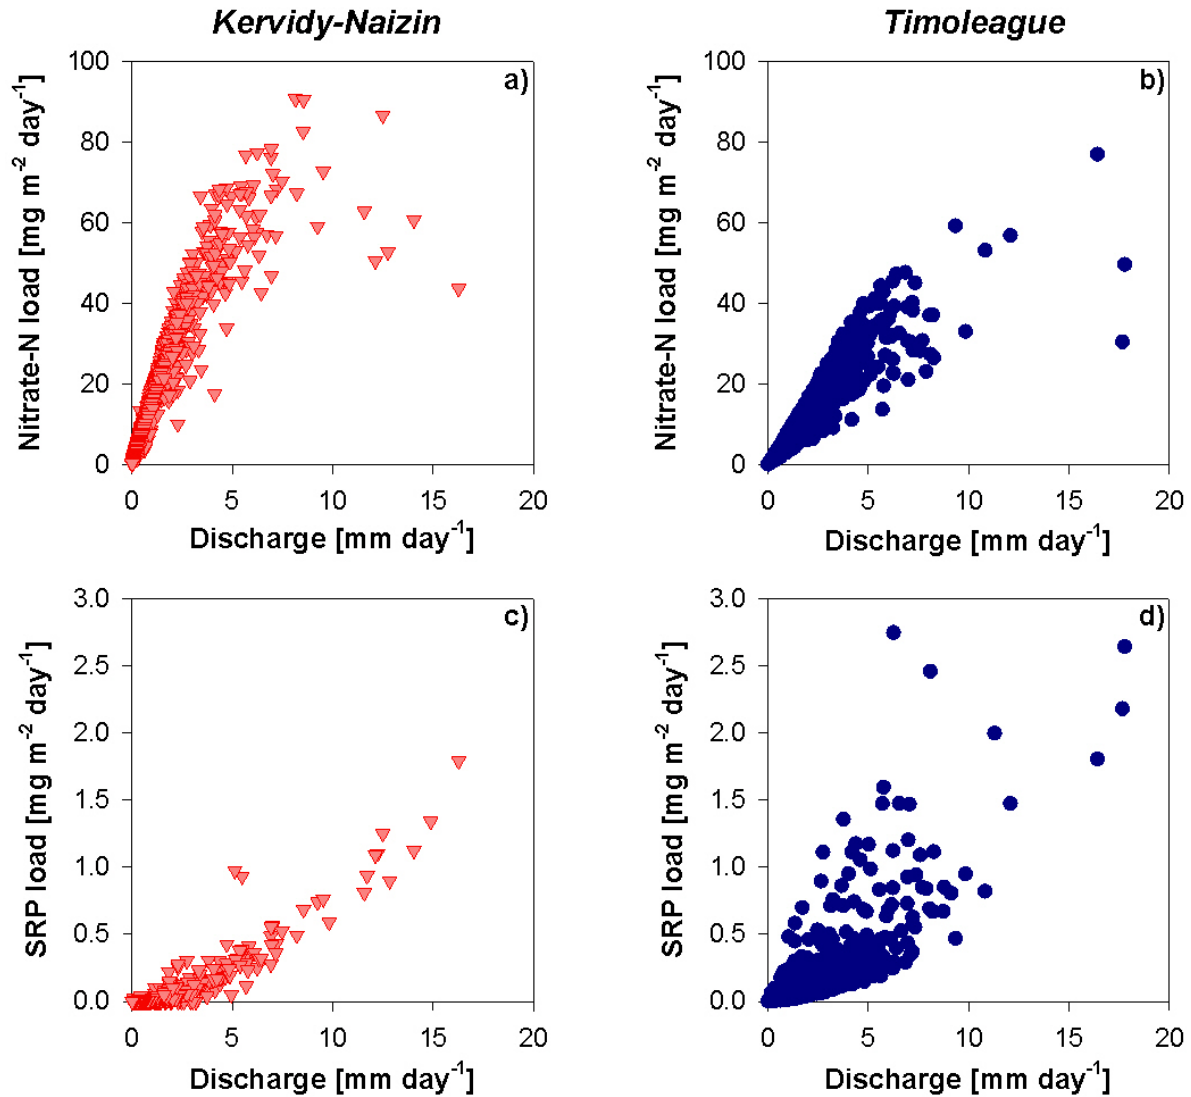 Kervidy-Naizin
Timoleague
a)
Nitrate-N load [mg m⁻² day⁻¹]
100
80
60
40
20
0
0 5 10 15 20
Discharge [mm day⁻¹]
b)
Nitrate-N load [mg m⁻² day⁻¹]
100
80
60
40
20
0
0 5 10 15 20
Discharge [mm day⁻¹]
c)
SRP load [mg m⁻² day⁻¹]
3.0
2.5
2.0
1.5
1.0
0.5
0.0
0 5 10 15 20
Discharge [mm day⁻¹]
d)
SRP load [mg m⁻² day⁻¹]
3.0
2.5
2.0
1.5
1.0
0.5
0.0
0 5 10 15 20
Discharge [mm day⁻¹]